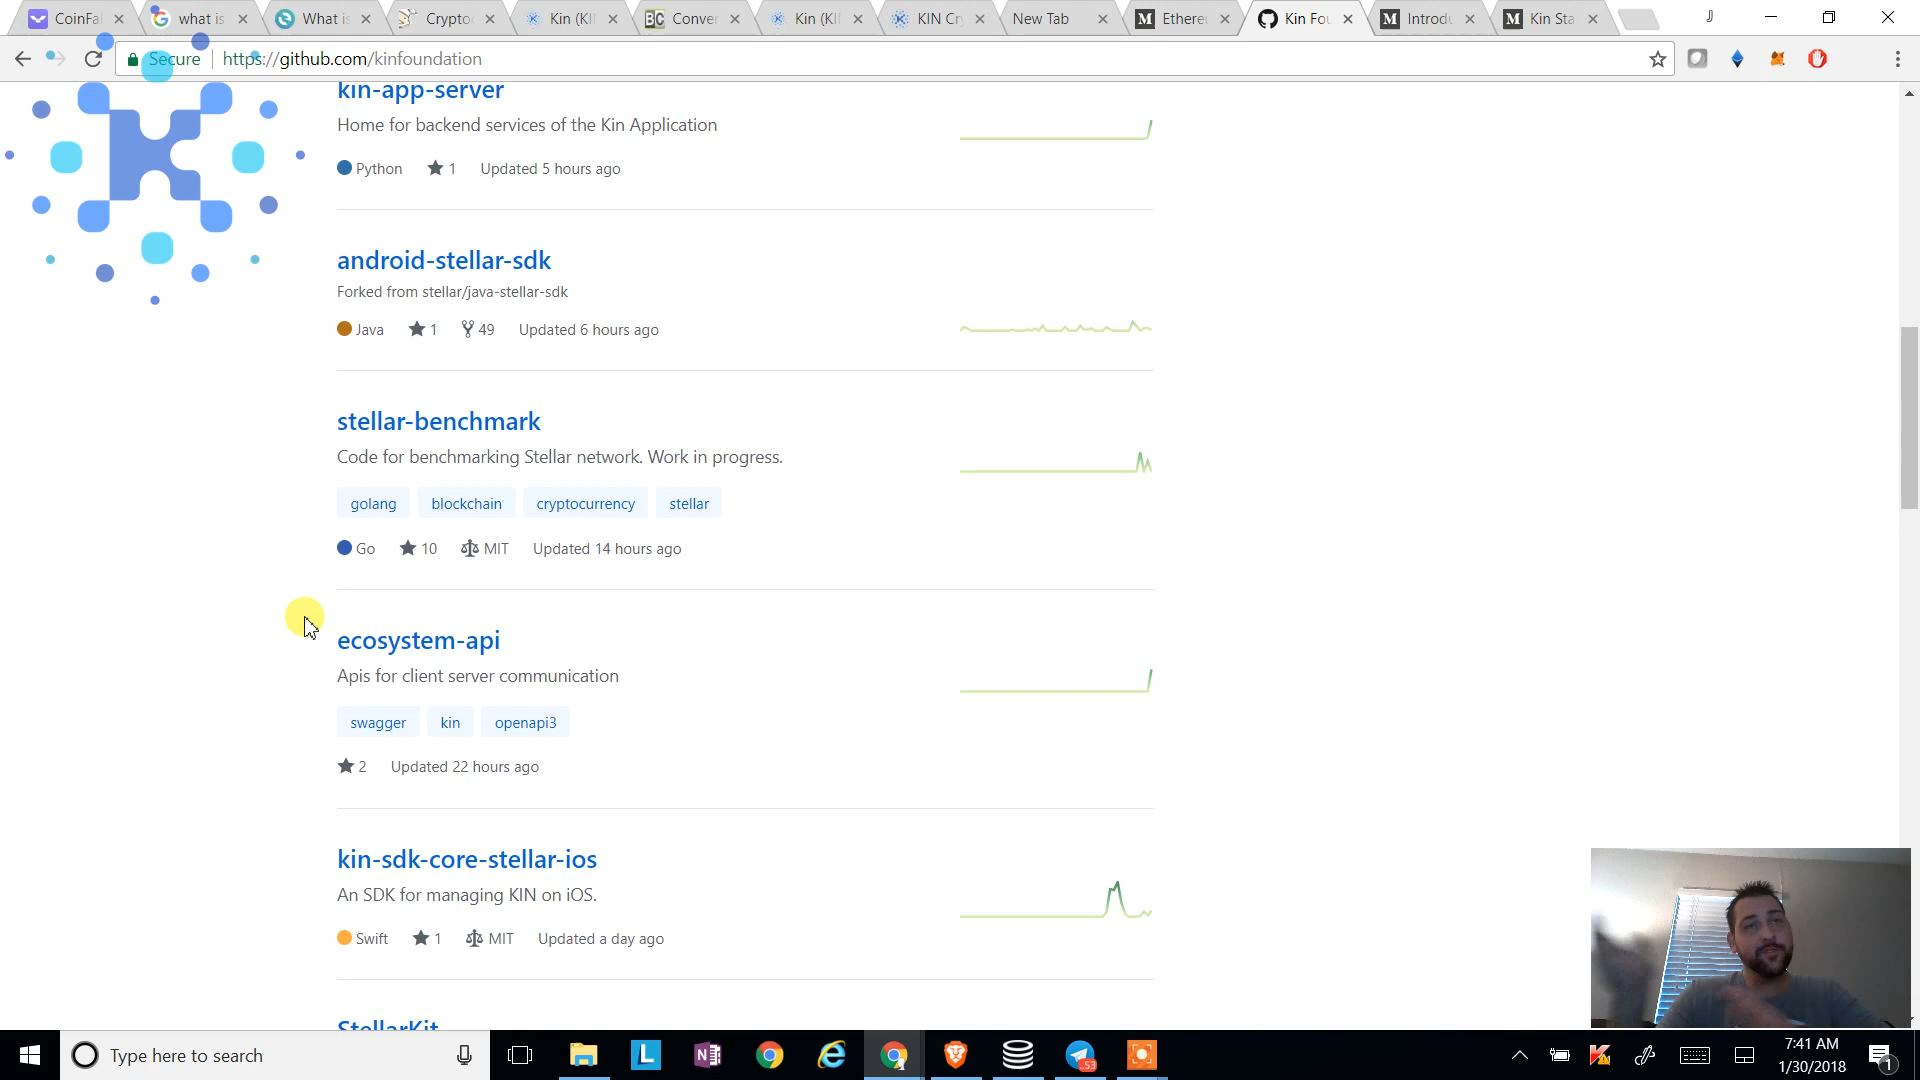 CoinFa
what is
What is
Crypto
Kin (KI
BC Conver
Kin (KI
KIN Cr
New Tab
M Ethere
Kin Fou
M Introdu
M Kin Sta
J
Secure
https://github.com/kinfoundation
kin-app-server
Home for backend services of the Kin Application
Python 1 Updated 5 hours ago
android-stellar-sdk
Forked from stellar/java-stellar-sdk
Java 1 49 Updated 6 hours ago
stellar-benchmark
Code for benchmarking Stellar network. Work in progress.
golang blockchain cryptocurrency stellar
Go 10 MIT Updated 14 hours ago
ecosystem-api
Apis for client server communication
swagger kin openapi3
2 Updated 22 hours ago
kin-sdk-core-stellar-ios
An SDK for managing KIN on iOS.
Swift 1 MIT Updated a day ago
StellarKit
Type here to search
L
N
53
7:41 AM
1/30/2018
1